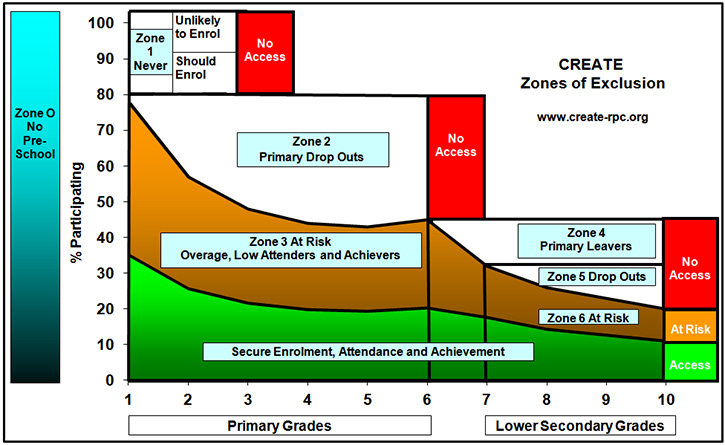 100
90
80
70
60
50
40
30
20
10
0
% Participating
Zone O
No
Pre-
School
Zone
1
Never
Unlikely
to Enrol
Should
Enrol
No
Access
CREATE
Zones of Exclusion
www.create-rpc.org
Zone 2
Primary Drop Outs
No
Access
Zone 3 At Risk
Overage, Low Attenders and Achievers
Zone 4
Primary Leavers
Zone 5 Drop Outs
Zone 6 At Risk
No
Access
At Risk
Access
Secure Enrolment, Attendance and Achievement
1 2 3 4 5 6 7 8 9 10
Primary Grades
Lower Secondary Grades